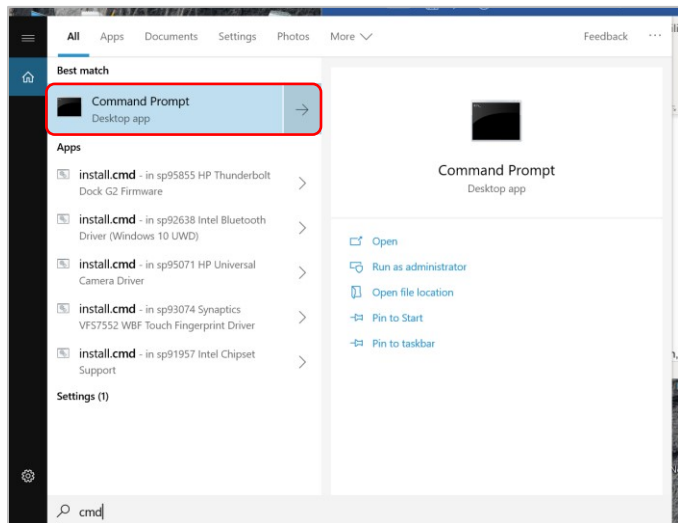 All Apps Documents Settings Photos More Feedback ...
Best match
Command Prompt
Desktop app
Apps
install.cmd - in sp95855 HP Thunderbolt
Dock G2 Firmware
install.cmd - in sp92638 Intel Bluetooth
Driver (Windows 10 UWD)
install.cmd - in sp95071 HP Universal
Camera Driver
install.cmd - in sp93074 Synaptics
VFS7552 WBF Touch Fingerprint Driver
install.cmd - in sp91957 Intel Chipset
Support
Settings (1)
Command Prompt
Desktop app
Open
Run as administrator
Open file location
Pin to Start
Pin to taskbar
cmd